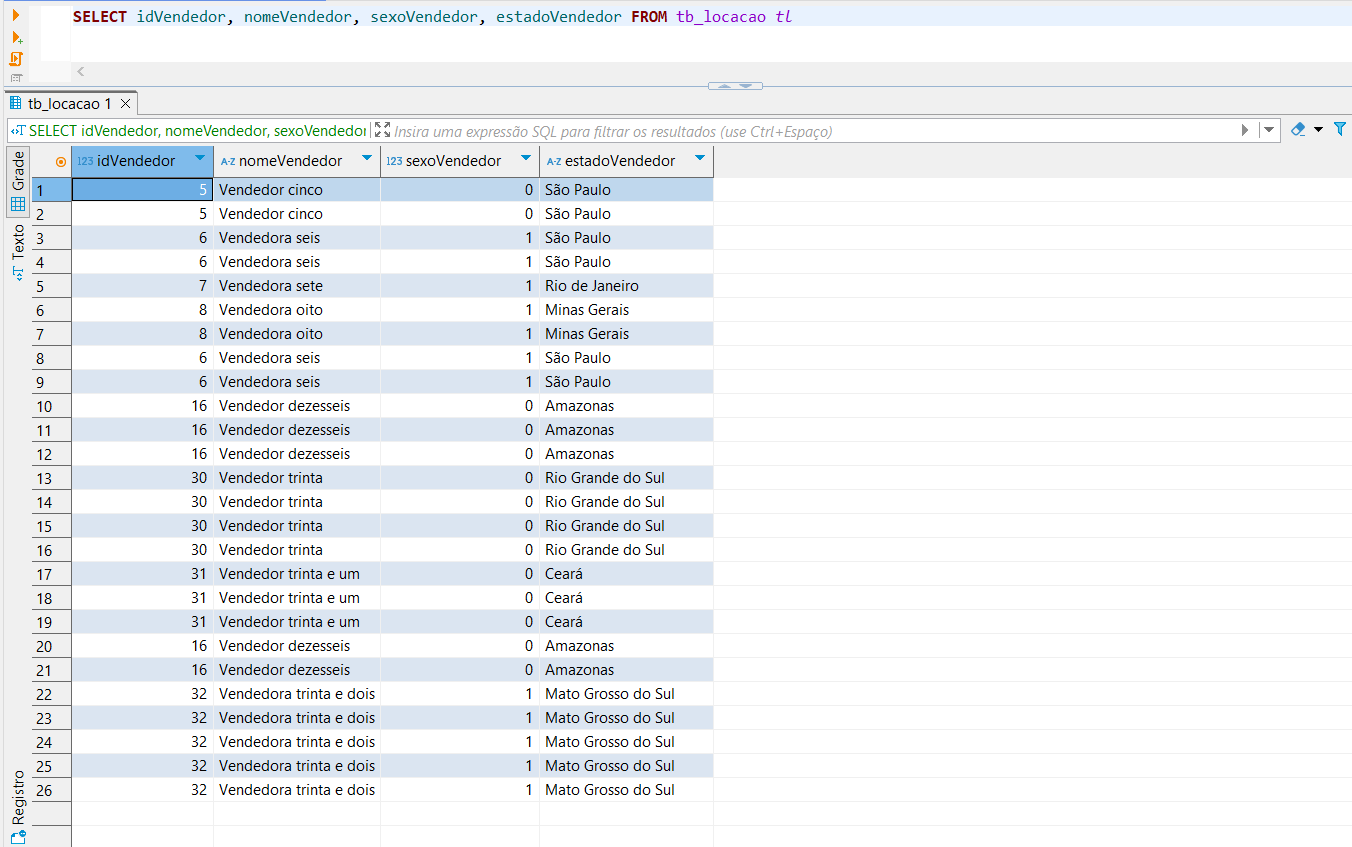 SELECT idVendedor, nomeVendedor, sexoVendedor, estadoVendedor FROM tb_locacao tl
tb_locacao 1
SELECT idVendedor, nomeVendedor, sexoVendedor Insira uma expressão SQL para filtrar os resultados (use Ctrl+Espaço)
Grade
Texto
Registro
123 idVendedor A-Z nomeVendedor 123 sexoVendedor A-Z estadoVendedor
1 5 Vendedor cinco 0 São Paulo
2 5 Vendedor cinco 0 São Paulo
3 6 Vendedora seis 1 São Paulo
4 6 Vendedora seis 1 São Paulo
5 7 Vendedora sete 1 Rio de Janeiro
6 8 Vendedora oito 1 Minas Gerais
7 8 Vendedora oito 1 Minas Gerais
8 6 Vendedora seis 1 São Paulo
9 6 Vendedora seis 1 São Paulo
10 16 Vendedor dezesseis 0 Amazonas
11 16 Vendedor dezesseis 0 Amazonas
12 16 Vendedor dezesseis 0 Amazonas
13 30 Vendedor trinta 0 Rio Grande do Sul
14 30 Vendedor trinta 0 Rio Grande do Sul
15 30 Vendedor trinta 0 Rio Grande do Sul
16 30 Vendedor trinta 0 Rio Grande do Sul
17 31 Vendedor trinta e um 0 Ceará
18 31 Vendedor trinta e um 0 Ceará
19 31 Vendedor trinta e um 0 Ceará
20 16 Vendedor dezesseis 0 Amazonas
21 16 Vendedor dezesseis 0 Amazonas
22 32 Vendedora trinta e dois 1 Mato Grosso do Sul
23 32 Vendedora trinta e dois 1 Mato Grosso do Sul
24 32 Vendedora trinta e dois 1 Mato Grosso do Sul
25 32 Vendedora trinta e dois 1 Mato Grosso do Sul
26 32 Vendedora trinta e dois 1 Mato Grosso do Sul